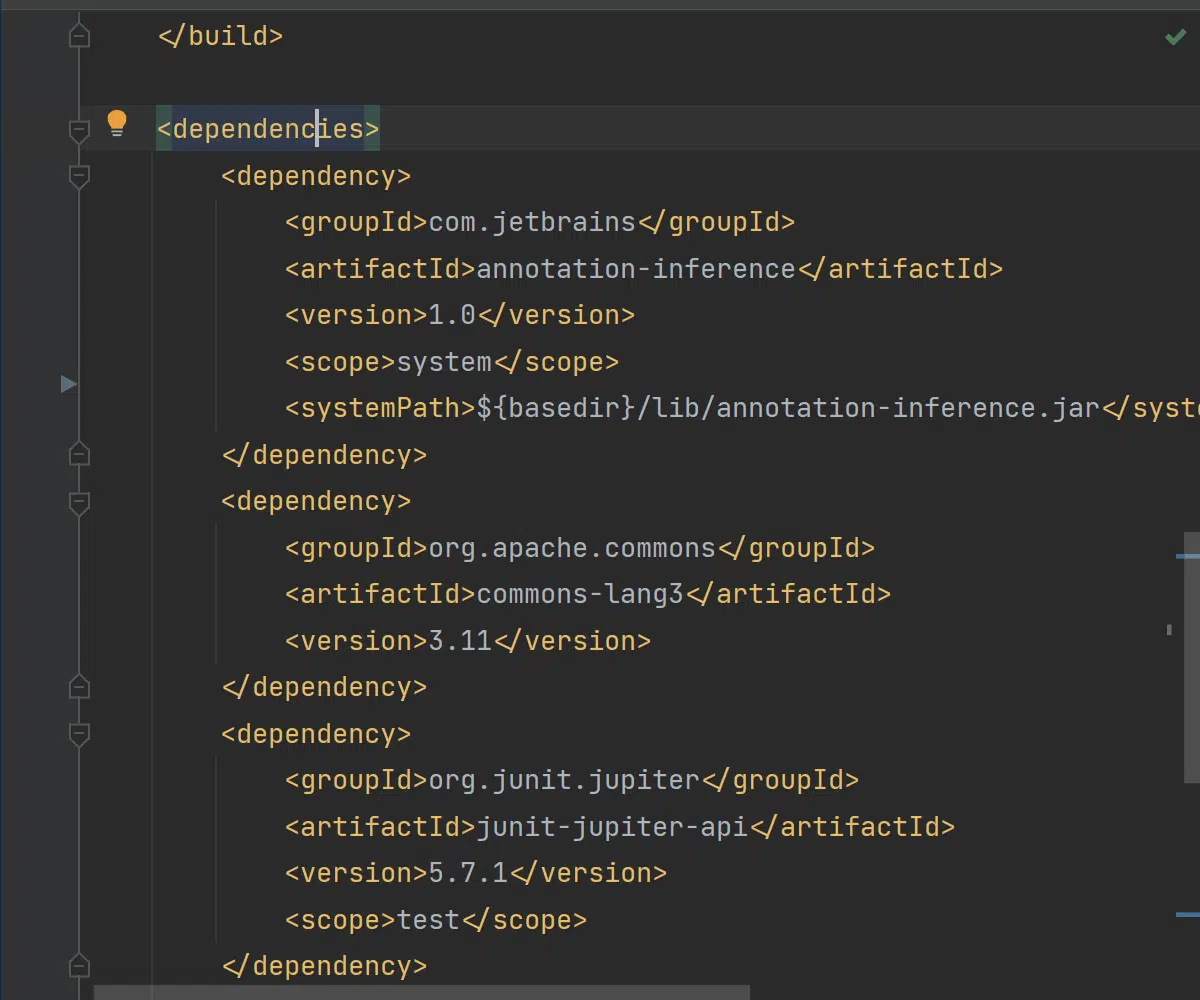 </build>
<dependencies>
<dependency>
<groupId>com.jetbrains</groupId>
<artifactId>annotation-inference</artifactId>
<version>1.0</version>
<scope>system</scope>
<systemPath>${basedir}/lib/annotation-inference.jar</syst
</dependency>
<dependency>
<groupId>org.apache.commons</groupId>
<artifactId>commons-lang3</artifactId>
<version>3.11</version>
</dependency>
<dependency>
<groupId>org.junit.jupiter</groupId>
<artifactId>junit-jupiter-api</artifactId>
<version>5.7.1</version>
<scope>test</scope>
</dependency>